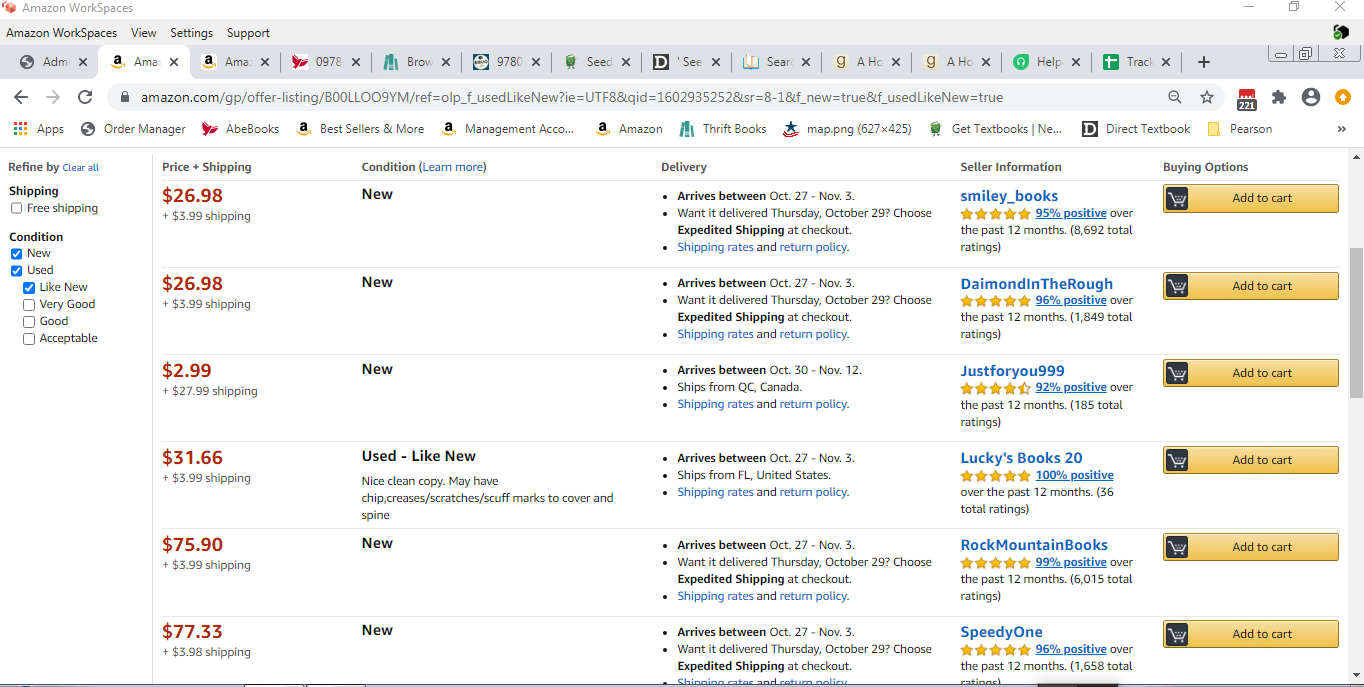 Amazon WorkSpaces
Amazon WorkSpaces View Settings Support
Adm Ama: Ama: 0978 Brow 9780 Seed ' See Searc A Ho A Ho Help Track
amazon.com/gp/offer-listing/B00LLOO9YM/ref=olp_f_usedLikeNew?ie=UTF8&qid=1602935252&sr=8-1&f_new=true&f_usedLikeNew=true
221
Apps Order Manager AbeBooks Best Sellers & More Management Acco... Amazon Thrift Books map.png (627×425) Get Textbooks | Ne... Direct Textbook Pearson »
Refine by Clear all
Shipping
Free shipping
Condition
New
Used
Like New
Very Good
Good
Acceptable
Price + Shipping Condition (Learn more) Delivery Seller Information Buying Options
$26.98
+ $3.99 shipping
New
Arrives between Oct. 27 - Nov. 3.
Want it delivered Thursday, October 29? Choose
Expedited Shipping at checkout.
Shipping rates and return policy.
smiley_books
95% positive over
the past 12 months. (8,692 total
ratings)
Add to cart
$26.98
+ $3.99 shipping
New
Arrives between Oct. 27 - Nov. 3.
Want it delivered Thursday, October 29? Choose
Expedited Shipping at checkout.
Shipping rates and return policy.
DaimondInTheRough
96% positive over
the past 12 months. (1,849 total
ratings)
Add to cart
$2.99
+ $27.99 shipping
New
Arrives between Oct. 30 - Nov. 12.
Ships from QC, Canada.
Shipping rates and return policy.
Justforyou999
92% positive over
the past 12 months. (185 total
ratings)
Add to cart
$31.66
+ $3.99 shipping
Used - Like New
Nice clean copy. May have
chip,creases/scratches/scuff marks to cover and
spine
Arrives between Oct. 27 - Nov. 3.
Ships from FL, United States.
Shipping rates and return policy.
Lucky's Books 20
100% positive
over the past 12 months. (36
total ratings)
Add to cart
$75.90
+ $3.99 shipping
New
Arrives between Oct. 27 - Nov. 3.
Want it delivered Thursday, October 29? Choose
Expedited Shipping at checkout.
Shipping rates and return policy.
RockMountainBooks
99% positive over
the past 12 months. (6,015 total
ratings)
Add to cart
$77.33
+ $3.98 shipping
New
Arrives between Oct. 27 - Nov. 3.
Want it delivered Thursday, October 29? Choose
Expedited Shipping at checkout.
Shipping rates and return policy.
SpeedyOne
96% positive over
the past 12 months. (1,658 total
ratings)
Add to cart